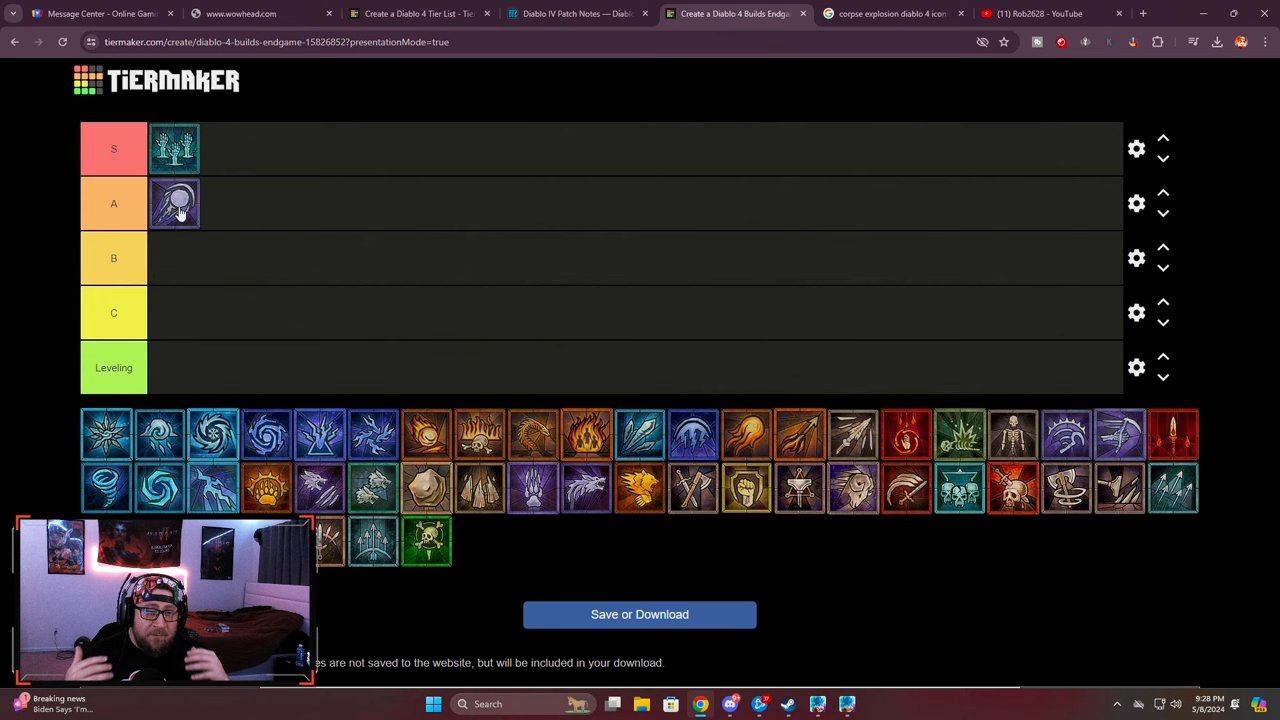 Message Center - Online Gami
www.wowhead.com
Create a Diablo 4 Tier List - Tier
Diablo IV Patch Notes — Diabl
Create a Diablo 4 Builds Endga
corpse explosion diablo 4 icon
(11) Rob2628 - YouTube
tiermaker.com/create/diablo-4-builds-endgame-15826852?presentationMode=true
TiERMAKER
S
A
B
C
Leveling
Save or Download
es are not saved to the website, but will be included in your download.
Breaking news
Biden Says 'I'm...
Search
9:28 PM
5/8/2024